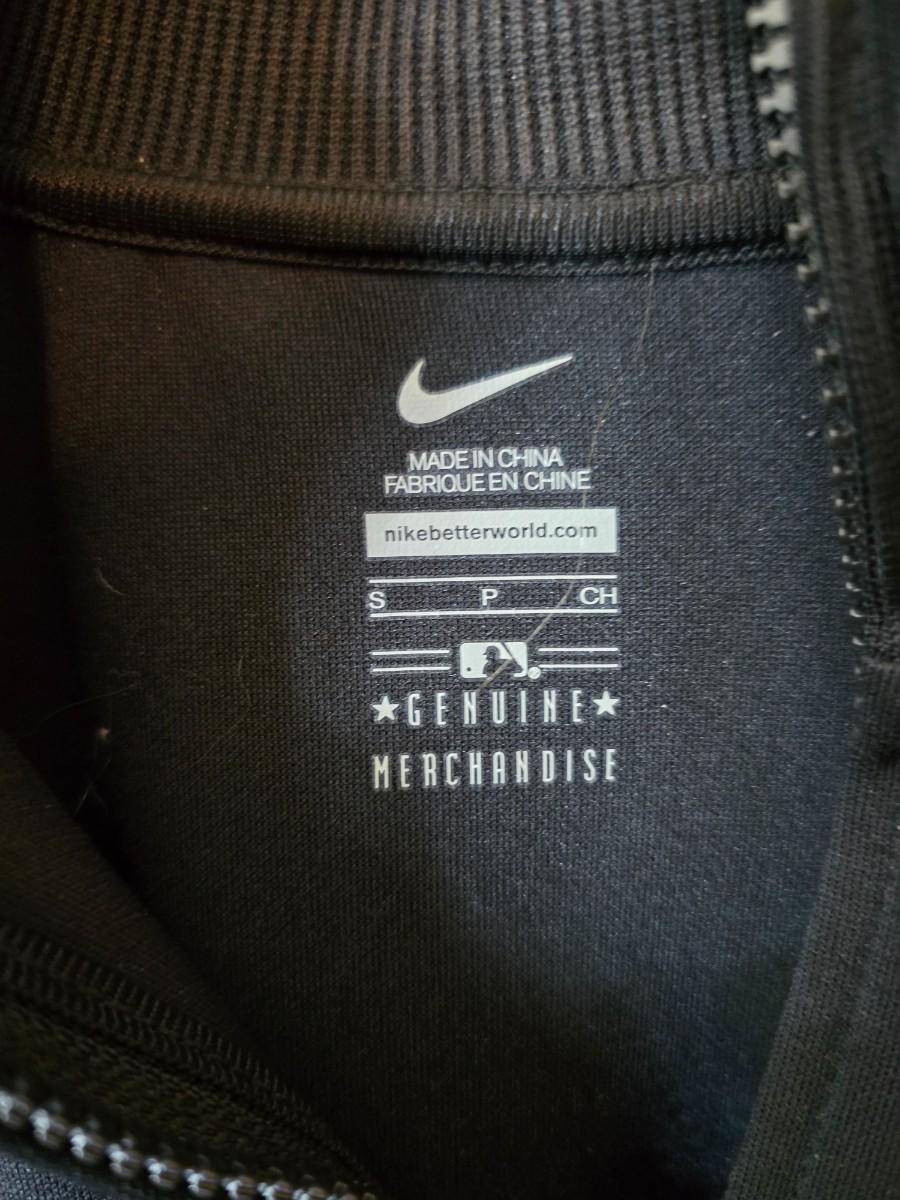 MADE IN CHINA
FABRIQUE EN CHINE
nikebetterworld.com
S P CH
★GENUINE★
MERCHANDISE